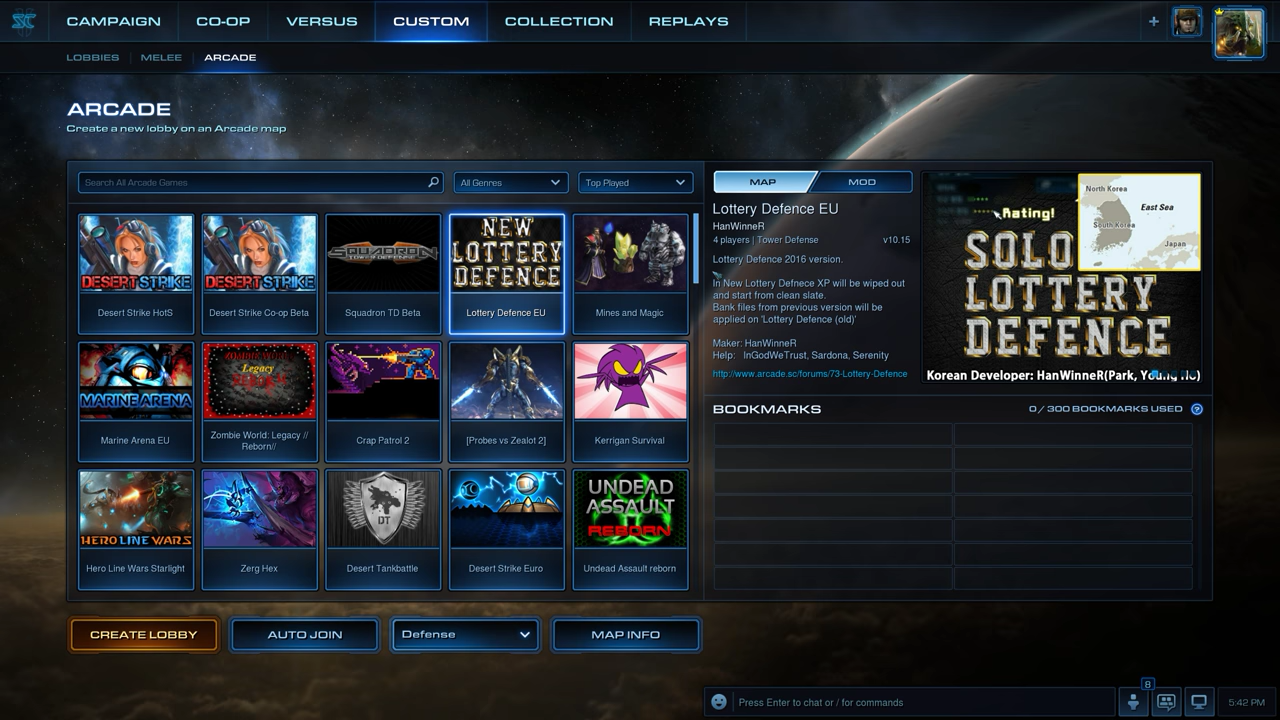 CAMPAIGN CO-OP VERSUS CUSTOM COLLECTION REPLAYS
LOBBIES MELEE ARCADE
ARCADE
Create a new lobby on an Arcade map
Search All Arcade Games
All Genres
Top Played
DESERT STRIKE
Desert Strike HotS
DESERT STRIKE
Desert Strike Co-op Beta
SQUADRON
TOWER DEFENSE
Squadron TD Beta
NEW
LOTTERY
DEFENCE
Lottery Defence EU
Mines and Magic
MARINE ARENA
Marine Arena EU
ZOMBIE WORLD
Legacy
REBORN
Zombie World: Legacy //
Reborn//
Crap Patrol 2
[Probes vs Zealot 2]
Kerrigan Survival
HERO LINE WARS
Hero Line Wars Starlight
Zerg Hex
DT
Desert Tankbattle
Desert Strike Euro
UNDEAD
ASSAULT
REBORN
Undead Assault reborn
MAP MOD
Lottery Defence EU
HanWinneR
4 players | Tower Defense v10.15
Lottery Defence 2016 version.
In New Lottery Defnece XP will be wiped out
and start from clean slate.
Bank files from previous version will be
applied on 'Lottery Defence (old)'
Maker: HanWinneR
Help: InGodWeTrust, Sardona, Serenity
http://www.arcade.sc/forums/73-Lottery-Defence
Rating!
North Korea
East Sea
South Korea
Japan
SOLO
LOTTERY
DEFENCE
Korean Developer: HanWinneR(Park, Young Ho)
BOOKMARKS
0 / 300 BOOKMARKS USED ?
CREATE LOBBY
AUTO JOIN
Defense
MAP INFO
Press Enter to chat or / for commands
8
5:42 PM